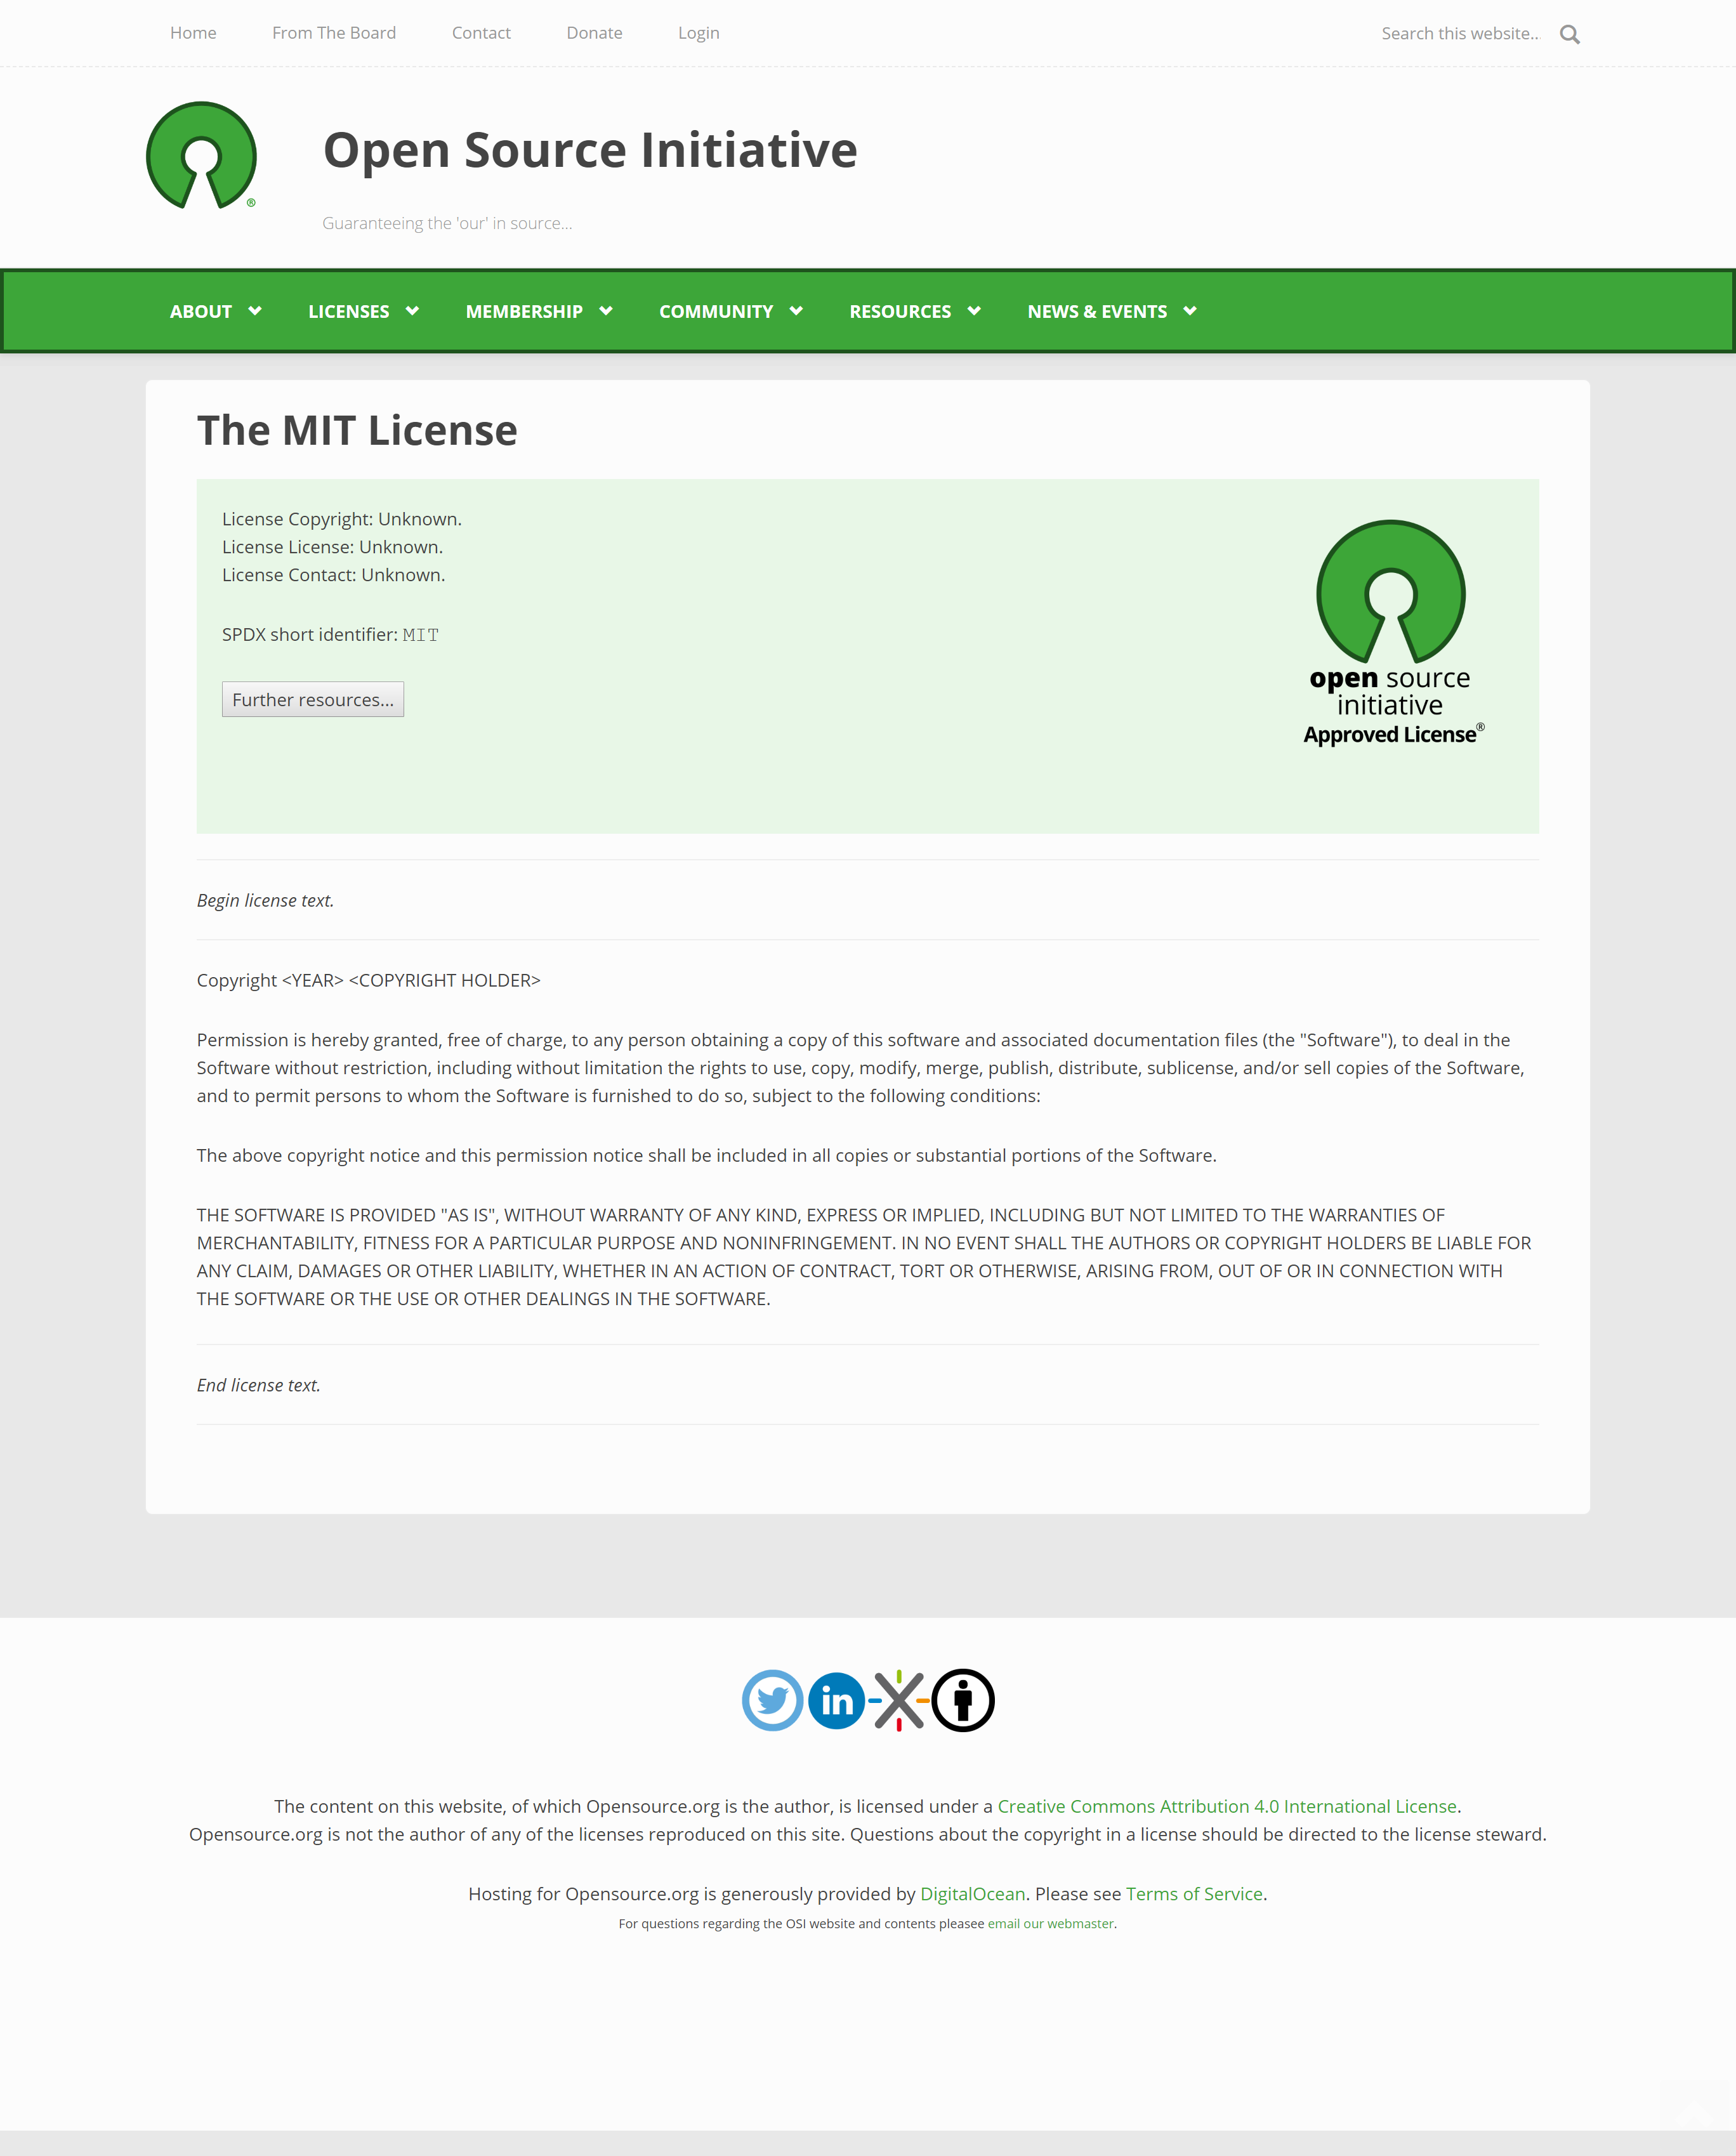 Home From The Board Contact Donate Login Search this website...
Open Source Initiative
®
Guaranteeing the 'our' in source...
ABOUT LICENSES MEMBERSHIP COMMUNITY RESOURCES NEWS & EVENTS
The MIT License
License Copyright: Unknown.
License License: Unknown.
License Contact: Unknown.
SPDX short identifier: MIT
Further resources...
open source
initiative
Approved License®
Begin license text.
Copyright <YEAR> <COPYRIGHT HOLDER>
Permission is hereby granted, free of charge, to any person obtaining a copy of this software and associated documentation files (the "Software"), to deal in the
Software without restriction, including without limitation the rights to use, copy, modify, merge, publish, distribute, sublicense, and/or sell copies of the Software,
and to permit persons to whom the Software is furnished to do so, subject to the following conditions:
The above copyright notice and this permission notice shall be included in all copies or substantial portions of the Software.
THE SOFTWARE IS PROVIDED "AS IS", WITHOUT WARRANTY OF ANY KIND, EXPRESS OR IMPLIED, INCLUDING BUT NOT LIMITED TO THE WARRANTIES OF
MERCHANTABILITY, FITNESS FOR A PARTICULAR PURPOSE AND NONINFRINGEMENT. IN NO EVENT SHALL THE AUTHORS OR COPYRIGHT HOLDERS BE LIABLE FOR
ANY CLAIM, DAMAGES OR OTHER LIABILITY, WHETHER IN AN ACTION OF CONTRACT, TORT OR OTHERWISE, ARISING FROM, OUT OF OR IN CONNECTION WITH
THE SOFTWARE OR THE USE OR OTHER DEALINGS IN THE SOFTWARE.
End license text.
in
The content on this website, of which Opensource.org is the author, is licensed under a Creative Commons Attribution 4.0 International License.
Opensource.org is not the author of any of the licenses reproduced on this site. Questions about the copyright in a license should be directed to the license steward.
Hosting for Opensource.org is generously provided by DigitalOcean. Please see Terms of Service.
For questions regarding the OSI website and contents pleasee email our webmaster.